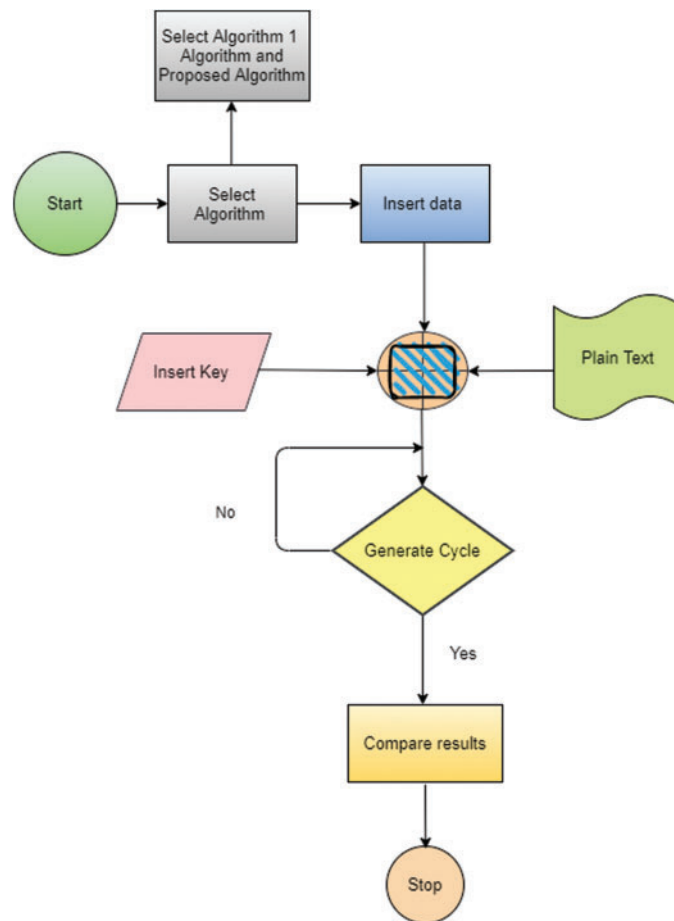 Select Algorithm 1
Algorithm and
Proposed Algorithm
Start
Select
Algorithm
Insert data
Insert Key
Plain Text
No
Generate Cycle
Yes
Compare results
Stop